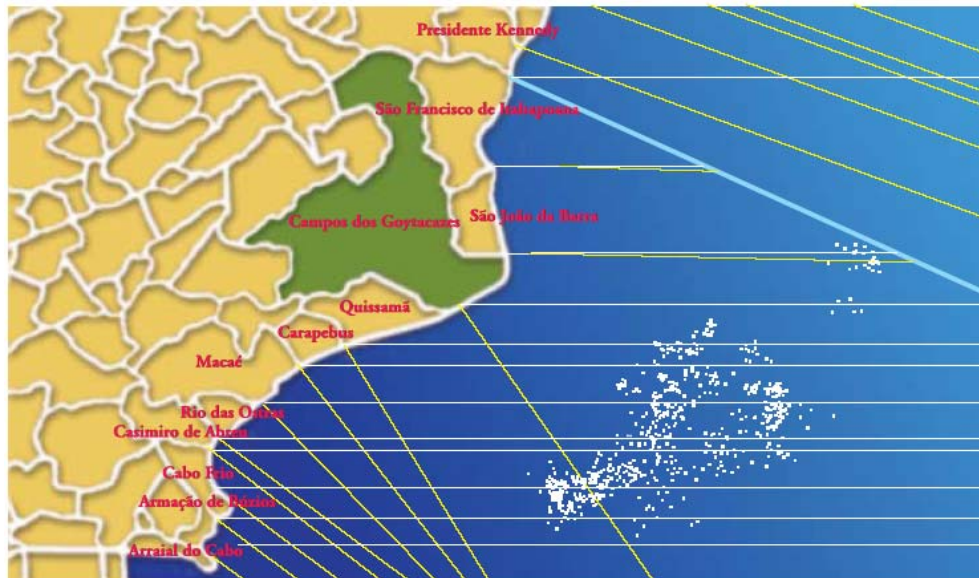 Presidente Kennedy
São Francisco de Itabapoana
Campos dos Goytacazes
São João da Barra
Quissamã
Carapebus
Macaé
Rio das Ostras
Casimiro de Abreu
Cabo Frio
Armação de Búzios
Arraial do Cabo